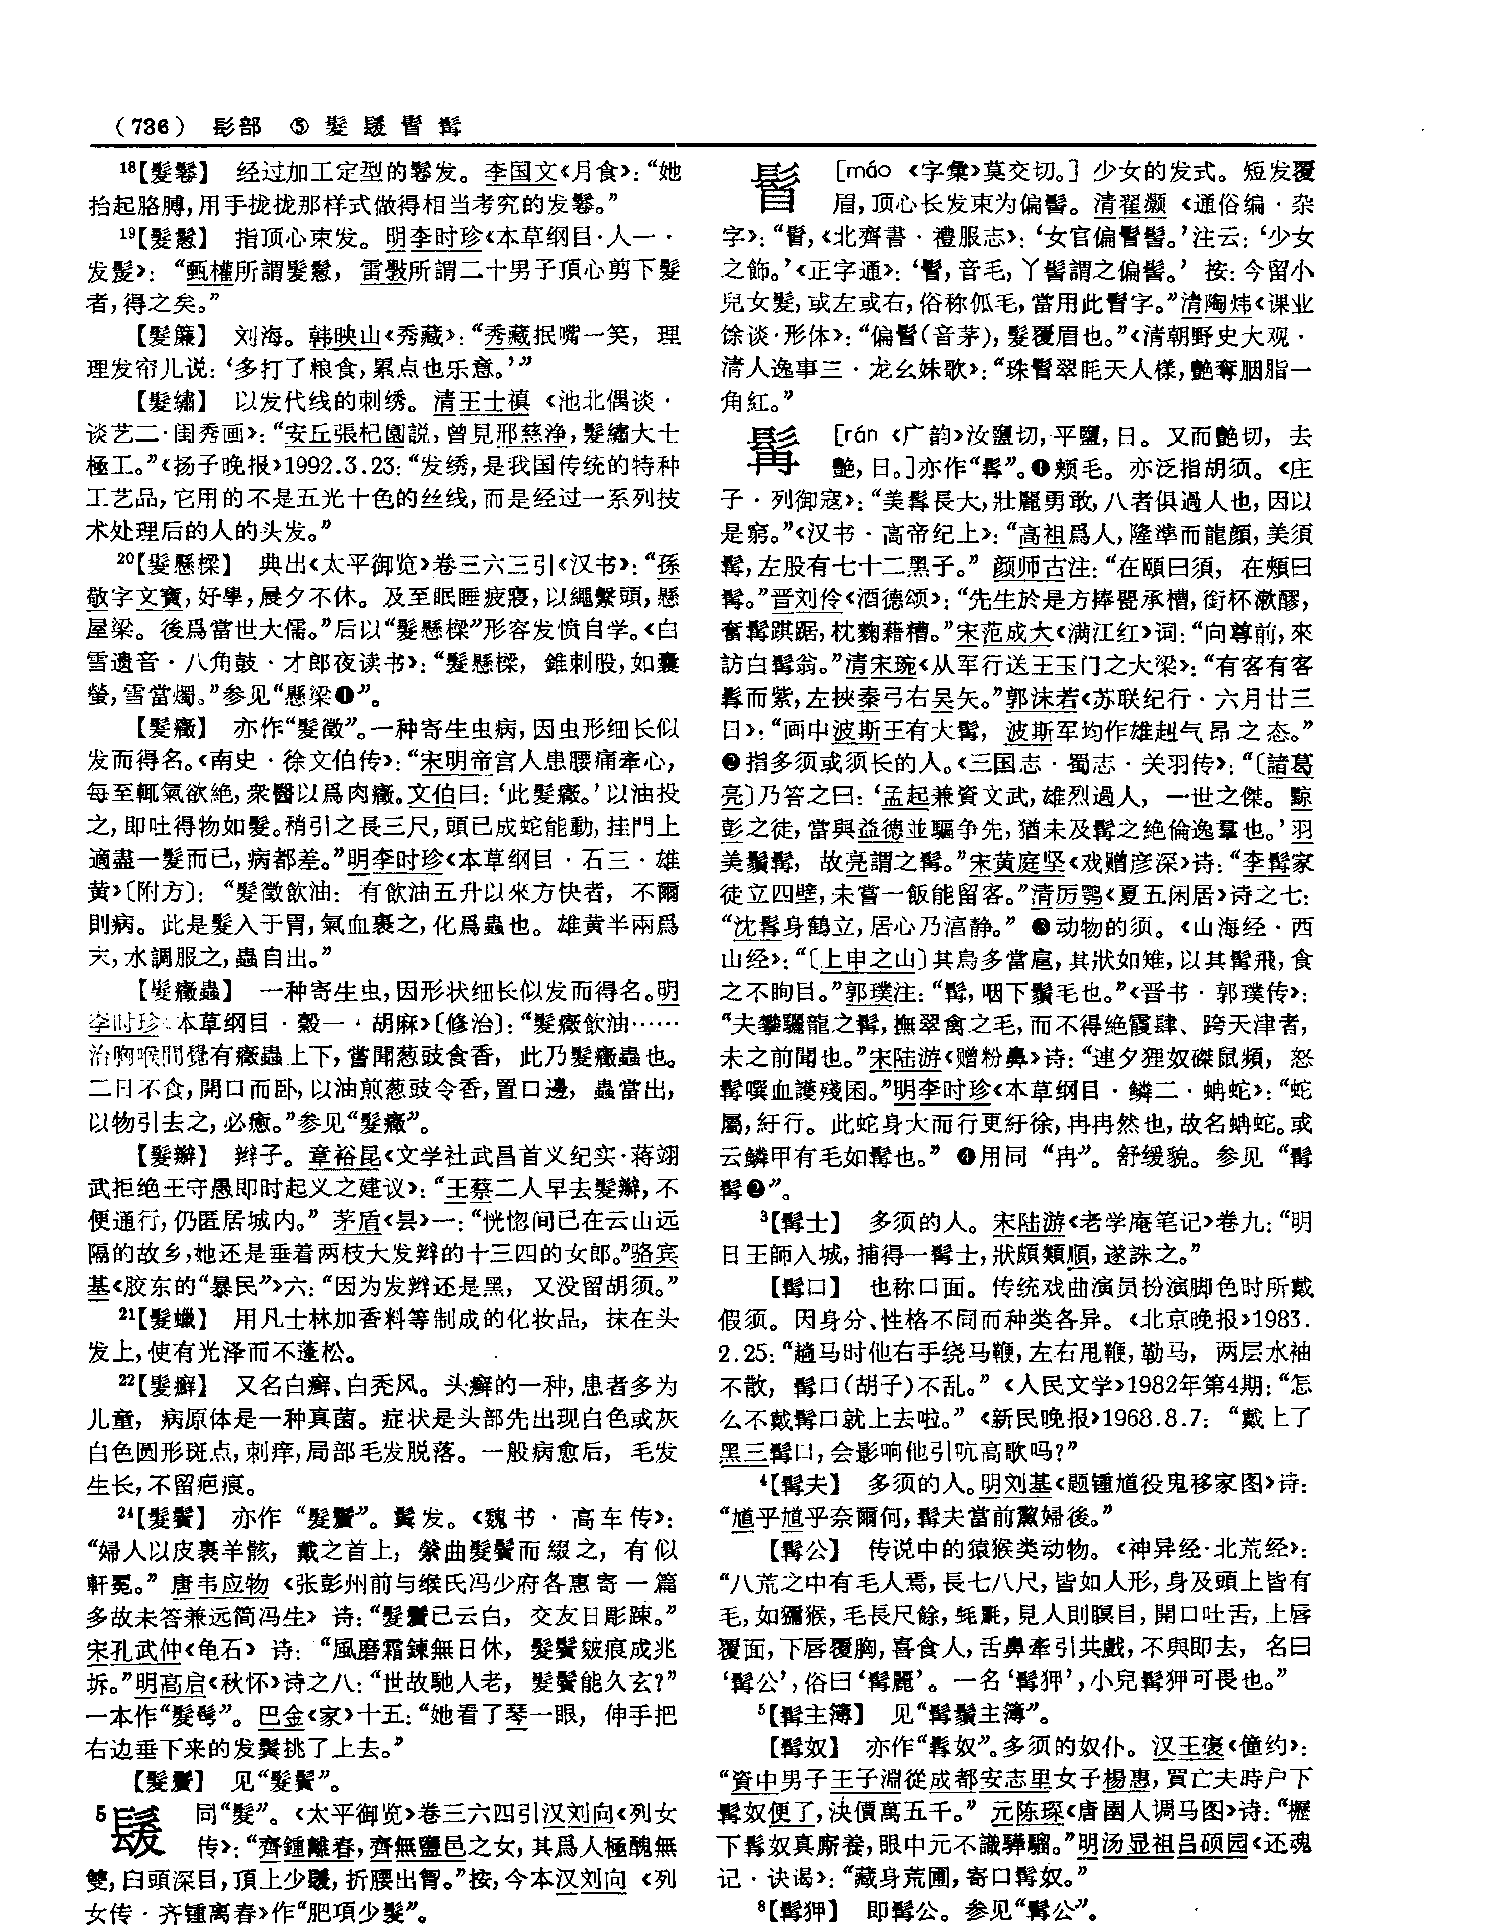 (736) 髟部 ⑤ 髮 髲 䯰 髯
18【髮鬈】 经过加工定型的鬈发。李国文《月食》：“她
抬起胳膊，用手拢拢那样式做得相当考究的发鬈。”
19【髮鬄】 指顶心束发。明李时珍《本草纲目·人一·
发髲》：“甄權所謂髮鬄，雷斅所謂二十男子頂心剪下髮
者，得之矣。”
【髮簾】 刘海。韩映山《秀藏》：“秀藏抿嘴一笑，理
理发帘儿说：‘多打了粮食，累点也乐意。’”
【髮繡】 以发代线的刺绣。清王士禛《池北偶谈·
谈艺二·闺秀画》：“安丘張杞園説，曾見邢慈浄，髮繡大士
極工。”《扬子晚报》1992.3.23：“发绣，是我国传统的特种
工艺品，它用的不是五光十色的丝线，而是经过一系列技
术处理后的人的头发。”
20【髮懸樑】 典出《太平御览》卷三六三引《汉书》：“孫
敬字文寶，好學，晨夕不休。及至眠睡疲寢，以繩繫頭，懸
屋梁。後爲當世大儒。”后以“髮懸樑”形容发愤自学。《白
雪遗音·八角鼓·才郎夜读书》：“髮懸樑，錐刺股，如囊
螢，雪當燭。”参见“懸梁❶”。
【髮癥】 亦作“髮徵”。一种寄生虫病，因虫形细长似
发而得名。《南史·徐文伯传》：“宋明帝宫人患腰痛牽心，
每至輒氣欲絶，衆醫以爲肉癥。文伯曰：‘此髮癥。’以油投
之，即吐得物如髮。稍引之長三尺，頭已成蛇能動，挂門上
適盡一髮而已，病都差。”明李时珍《本草纲目·石三·雄
黄》〔附方〕：“髮徵飲油：有飲油五升以來方快者，不爾
則病。此是髮入于胃，氣血裹之，化爲蟲也。雄黄半兩爲
末，水調服之，蟲自出。”
【髮癥蟲】 一种寄生虫，因形状细长似发而得名。明
李时珍《本草纲目·穀一·胡麻》〔修治〕：“髮癥飲油……
治胸喉間覺有癥蟲上下，嘗聞葱豉食香，此乃髮癥蟲也。
二日不食，開口而卧，以油煎葱豉令香，置口邊，蟲當出，
以物引去之，必癒。”参见“髮癥”。
【髮辮】 辫子。章裕昆《文学社武昌首义纪实·蒋翊
武拒绝王守愚即时起义之建议》：“王蔡二人早去髮辮，不
便通行，仍匿居城内。”茅盾《昙》一：“恍惚间已在云山远
隔的故乡，她还是垂着两枝大发辫的十三四的女郎。”骆宾
基《胶东的“暴民”》六：“因为发辫还是黑，又没留胡须。”
21【髮蠟】 用凡士林加香料等制成的化妆品，抹在头
发上，使有光泽而不蓬松。
22【髮癬】 又名白癣、白秃风。头癣的一种，患者多为
儿童，病原体是一种真菌。症状是头部先出现白色或灰
白色圆形斑点，刺痒，局部毛发脱落。一般病愈后，毛发
生长，不留疤痕。
24【髮鬢】 亦作“髮鬂”。鬓发。《魏书·高车传》：
“婦人以皮裹羊骸，戴之首上，縈曲髮鬢而綴之，有似
軒冕。”唐韦应物《张彭州前与缑氏冯少府各惠寄一篇
多故未答兼远简冯生》诗：“髮鬢已云白，交友日彫踈。”
宋孔武仲《龟石》诗：“風磨霜鍊無日休，髮鬢皴痕成兆
坼。”明高启《秋怀》诗之八：“世故馳人老，髮鬢能久玄？”
一本作“髮髩”。巴金《家》十五：“她看了琴一眼，伸手把
右边垂下来的发鬓挑了上去。”
【髮鬂】 见“髮鬢”。
5 髲 同“髮”。《太平御览》卷三六四引汉刘向《列女
传》：“齊鍾離春，齊無鹽邑之女，其爲人極醜無
雙，臼頭深目，頂上少髲，折腰出胷。”按，今本汉刘向《列
女传·齐锺离春》作“肥項少髮”。
䯰 [máo 《字彙》莫交切。] 少女的发式。短发覆
眉，顶心长发束为偏髻。清翟灏《通俗编·杂
字》：“䯰，《北齊書·禮服志》：‘女官偏䯰髻。’注云：‘少女
之飾。’《正字通》：‘䯰，音毛，丫髻謂之偏髻。’按：今留小
兒女髮，或左或右，俗称㧓毛，當用此䯰字。”清陶炜《课业
馀谈·形体》：“偏䯰（音茅），髮覆眉也。”《清朝野史大观·
清人逸事三·龙幺妹歌》：“珠䯰翠眊天人樣，艷奪胭脂一
角紅。”
髯 [rán 《广韵》汝鹽切，平鹽，日。又而艷切，去
艷，日。]亦作“髥”。❶颊毛。亦泛指胡须。《庄
子·列御寇》：“美髯長大，壯麗勇敢，八者俱過人也，因以
是窮。”《汉书·高帝纪上》：“高祖爲人，隆準而龍顔，美須
髯，左股有七十二黑子。”颜师古注：“在頤曰須，在頰曰
髯。”晋刘伶《酒德颂》：“先生於是方捧甖承槽，銜杯漱醪，
奮髯踑踞，枕麴藉糟。”宋范成大《满江红》词：“向尊前，來
訪白髯翁。”清宋琬《从军行送王玉门之大梁》：“有客有客
髯而紫，左挾秦弓右吴矢。”郭沫若《苏联纪行·六月廿三
日》：“画中波斯王有大髯，波斯军均作雄赳气昂之态。”
❷指多须或须长的人。《三国志·蜀志·关羽传》：“〔諸葛
亮〕乃答之曰：‘孟起兼資文武，雄烈過人，一世之傑。黥
彭之徒，當與益德並驅争先，猶未及髯之絶倫逸羣也。’羽
美鬚髯，故亮謂之髯。”宋黄庭坚《戏赠彦深》诗：“李髯家
徒立四壁，未嘗一飯能留客。”清厉鹗《夏五闲居》诗之七：
“沈髯身鶴立，居心乃渟静。”❸动物的须。《山海经·西
山经》：“〔上申之山〕其鳥多當扈，其狀如雉，以其髯飛，食
之不眴目。”郭璞注：“髯，咽下鬚毛也。”《晋书·郭璞传》：
“夫攀驪龍之髯，撫翠禽之毛，而不得絶霞肆、跨天津者，
未之前聞也。”宋陆游《赠粉鼻》诗：“連夕狸奴磔鼠頻，怒
髯噀血護殘囷。”明李时珍《本草纲目·鳞二·蚺蛇》：“蛇
屬，紆行。此蛇身大而行更紆徐，冉冉然也，故名蚺蛇。或
云鱗甲有毛如髯也。”❹用同“冉”。舒缓貌。参见“髯
髯❷”。
3【髯士】 多须的人。宋陆游《老学庵笔记》卷九：“明
日王師入城，捕得一髯士，狀頗類順，遂誅之。”
【髯口】 也称口面。传统戏曲演员扮演脚色时所戴
假须。因身分、性格不同而种类各异。《北京晚报》1983.
2.25：“趟马时他右手绕马鞭，左右甩鞭，勒马，两层水袖
不散，髯口（胡子）不乱。”《人民文学》1982年第4期：“怎
么不戴髯口就上去啦。”《新民晚报》1968.8.7：“戴上了
黑三髯口，会影响他引吭高歌吗？”
4【髯夫】 多须的人。明刘基《题锺馗役鬼移家图》诗：
“馗乎馗乎奈爾何，髯夫當前黧婦後。”
【髯公】 传说中的猿猴类动物。《神异经·北荒经》：
“八荒之中有毛人焉，長七八尺，皆如人形，身及頭上皆有
毛，如獼猴，毛長尺餘，毵毵，見人則瞑目，開口吐舌，上唇
覆面，下唇覆胸，喜食人，舌鼻牽引共戲，不與即去，名曰
‘髯公’，俗曰‘髯麗’。一名‘髯狎’，小兒髯狎可畏也。”
5【髯主簿】 见“髯鬚主簿”。
【髯奴】 亦作“髥奴”。多须的奴仆。汉王褒《僮约》：
“資中男子王子淵從成都安志里女子楊惠，買亡夫時户下
髯奴便了，決價萬五千。”元陈琛《唐圉人调马图》诗：“攊
下髯奴真廝養，眼中元不識驊騮。”明汤显祖吕硕园《还魂
记·诀谒》：“藏身荒圃，寄口髯奴。”
8【髯狎】 即髯公。参见“髯公”。